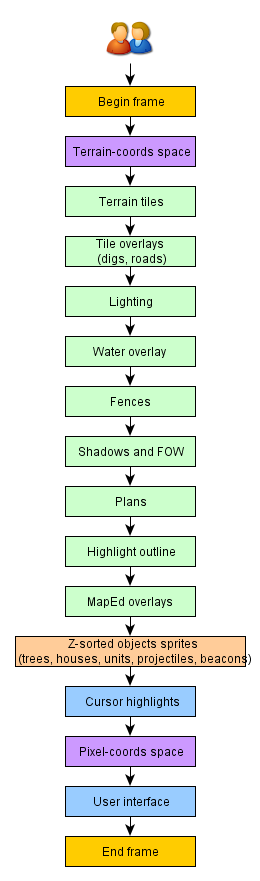 Begin frame
Terrain-coords space
Terrain tiles
Tile overlays
(digs, roads)
Lighting
Water overlay
Fences
Shadows and FOW
Plans
Highlight outline
MapEd overlays
Z-sorted objects sprites
(trees, houses, units, projectiles, beacons)
Cursor highlights
Pixel-coords space
User interface
End frame